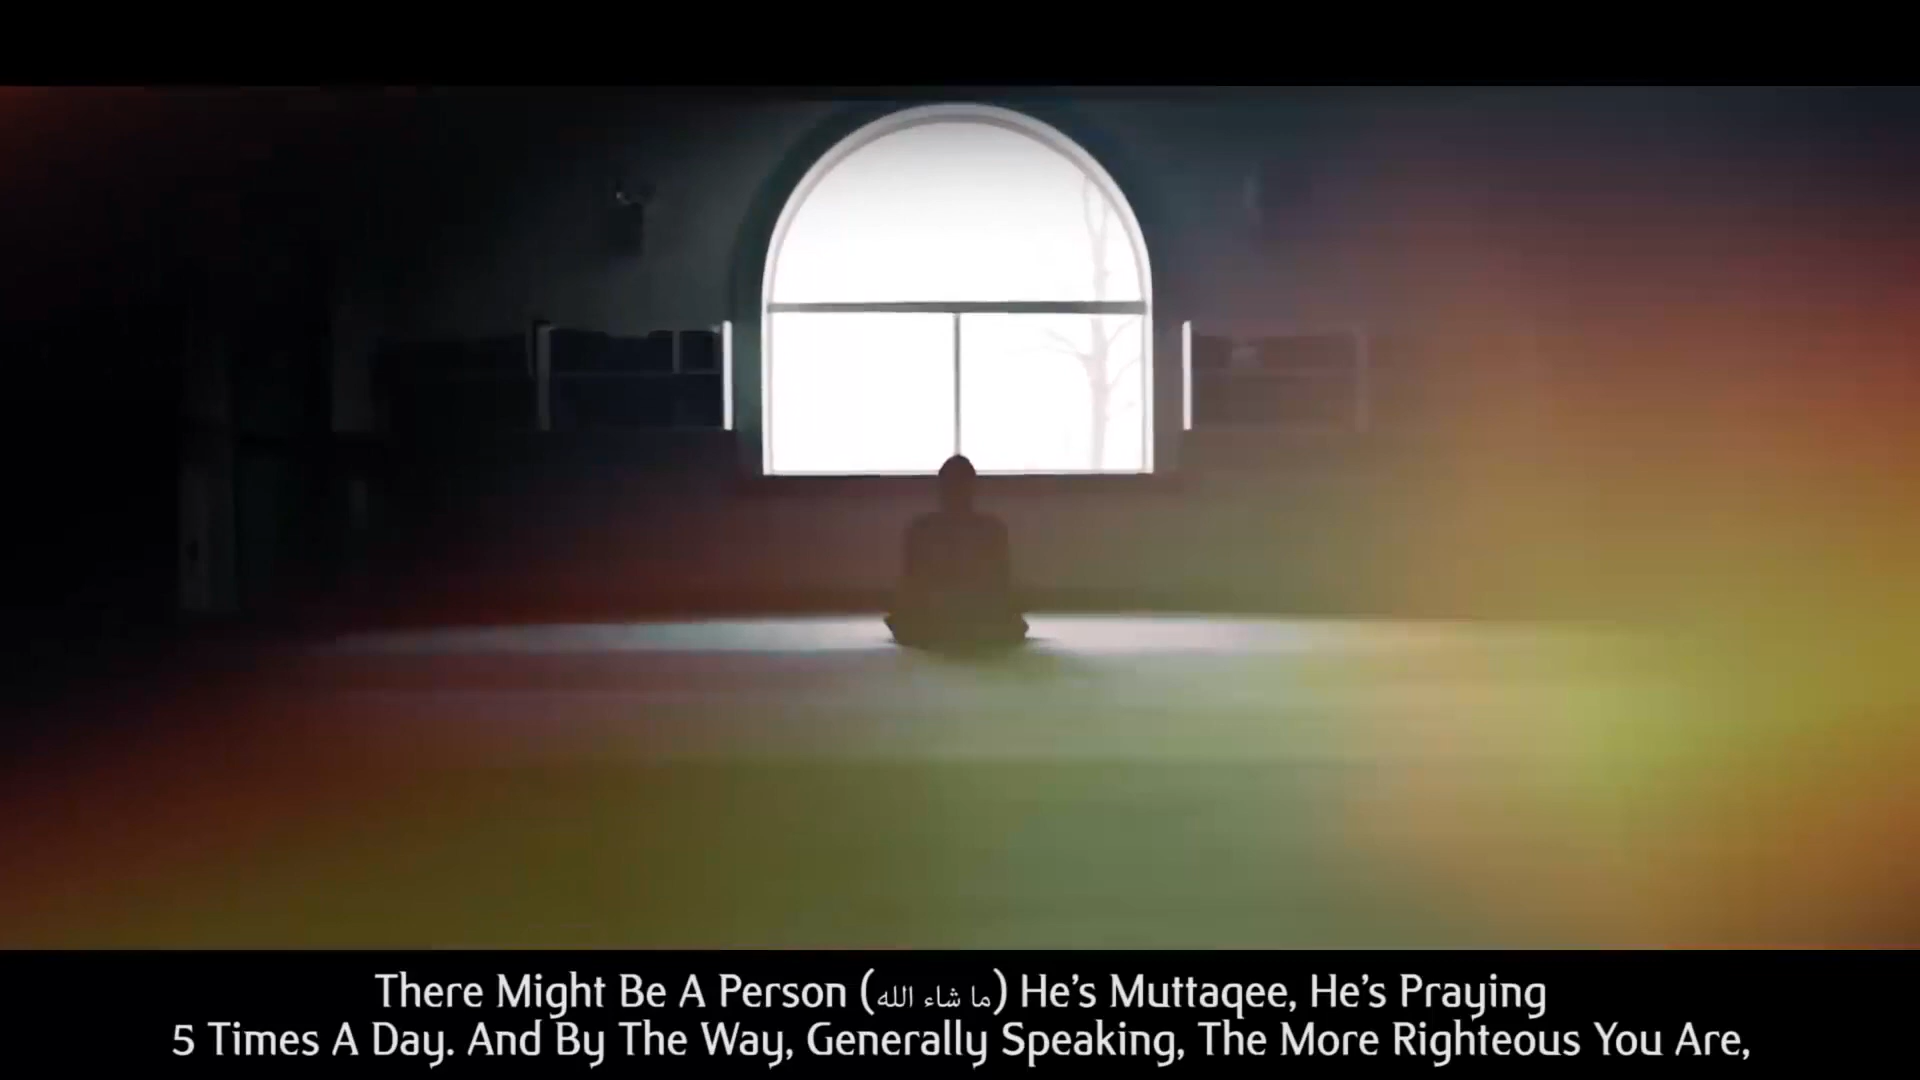 There Might Be A Person (ما شاء الله) He's Muttaqee, He's Praying
5 Times A Day. And By The Way, Generally Speaking, The More Righteous You Are,